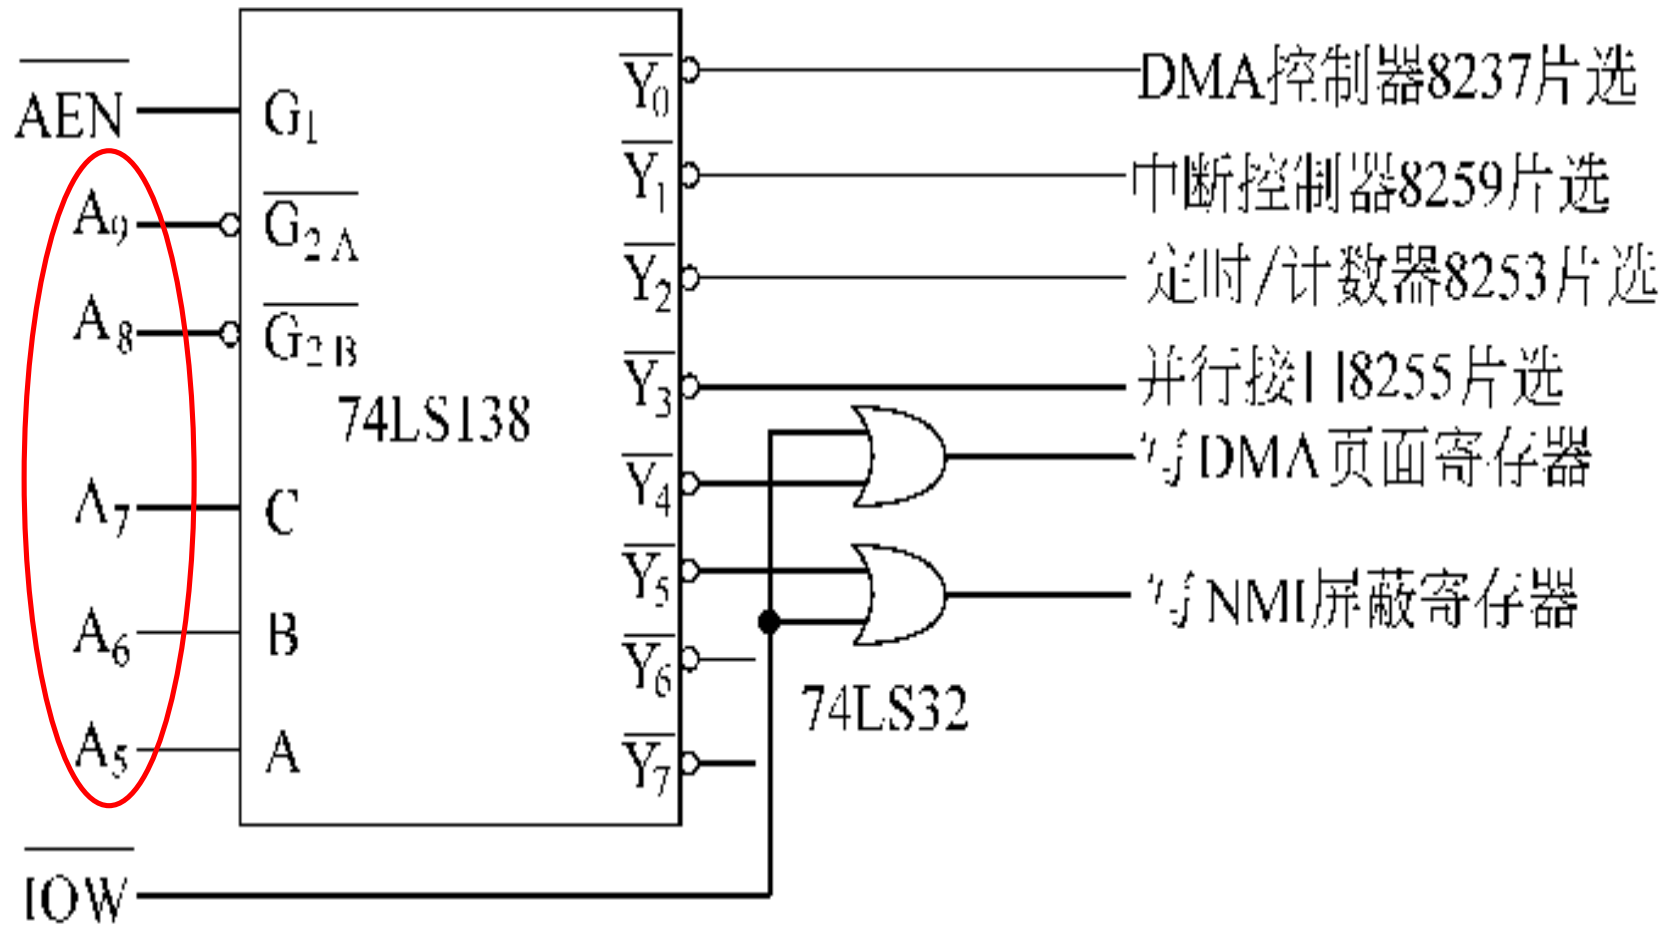 AEN G1 Y0 DMA控制器8237片选
A9 G2A Y1 中断控制器8259片选
A8 G2B Y2 定时/计数器8253片选
74LS138 Y3 并行接口8255片选
A7 C Y4 写DMA页面寄存器
Y5 写NMI屏蔽寄存器
A6 B Y6
74LS32
A5 A Y7
IOW